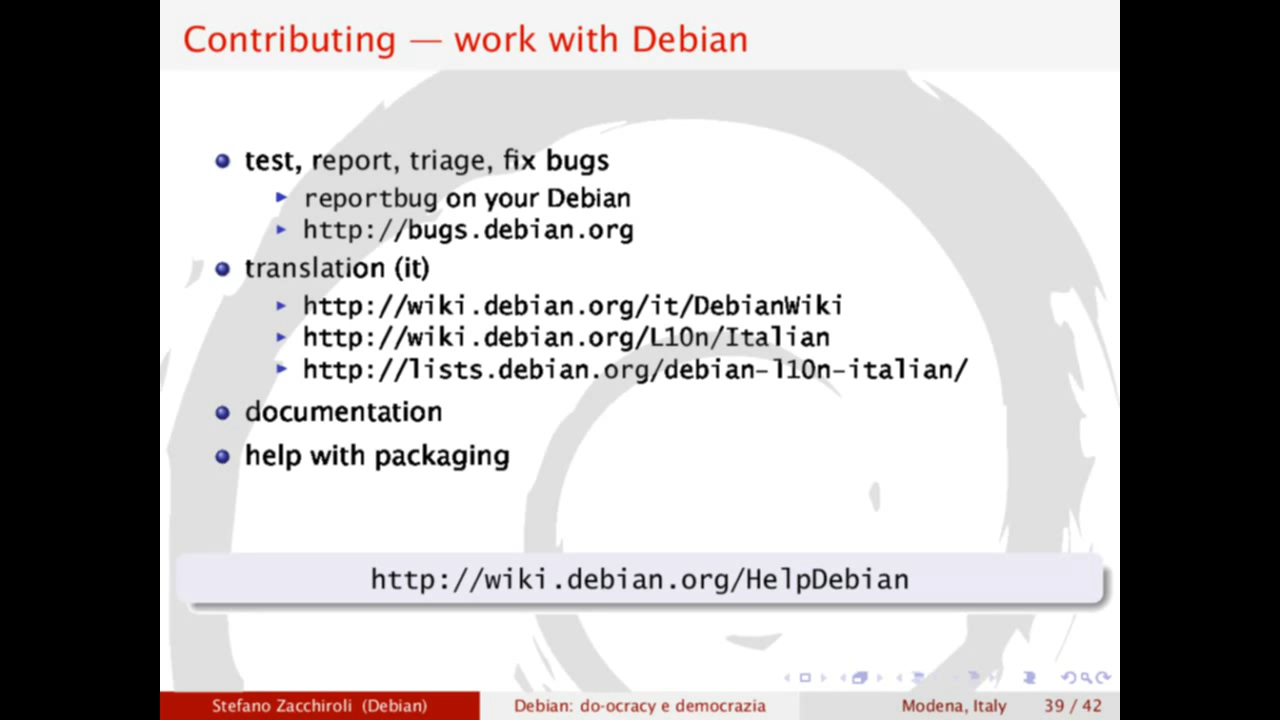 Contributing — work with Debian
test, report, triage, fix bugs
reportbug on your Debian
http://bugs.debian.org
translation (it)
http://wiki.debian.org/it/DebianWiki
http://wiki.debian.org/L10n/Italian
http://lists.debian.org/debian-l10n-italian/
documentation
help with packaging
http://wiki.debian.org/HelpDebian
Stefano Zacchiroli (Debian) Debian: do-ocracy e democrazia Modena, Italy 39 / 42